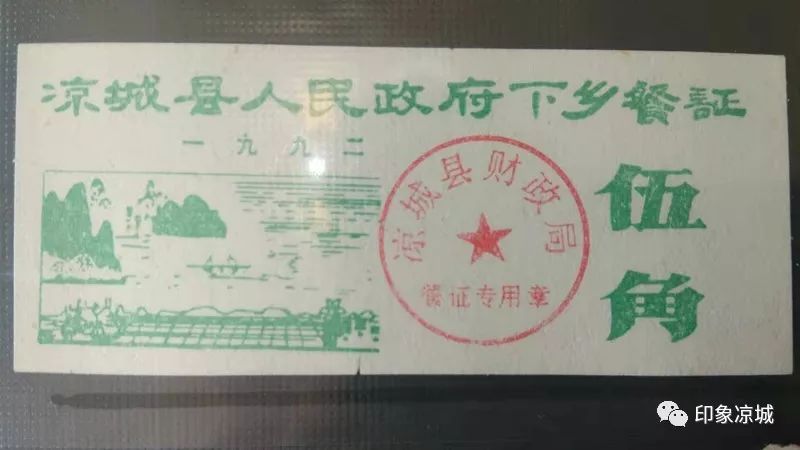 凉城县人民政府下乡餐証
一九九二
凉城县财政局
餐证专用章
伍角
印象凉城